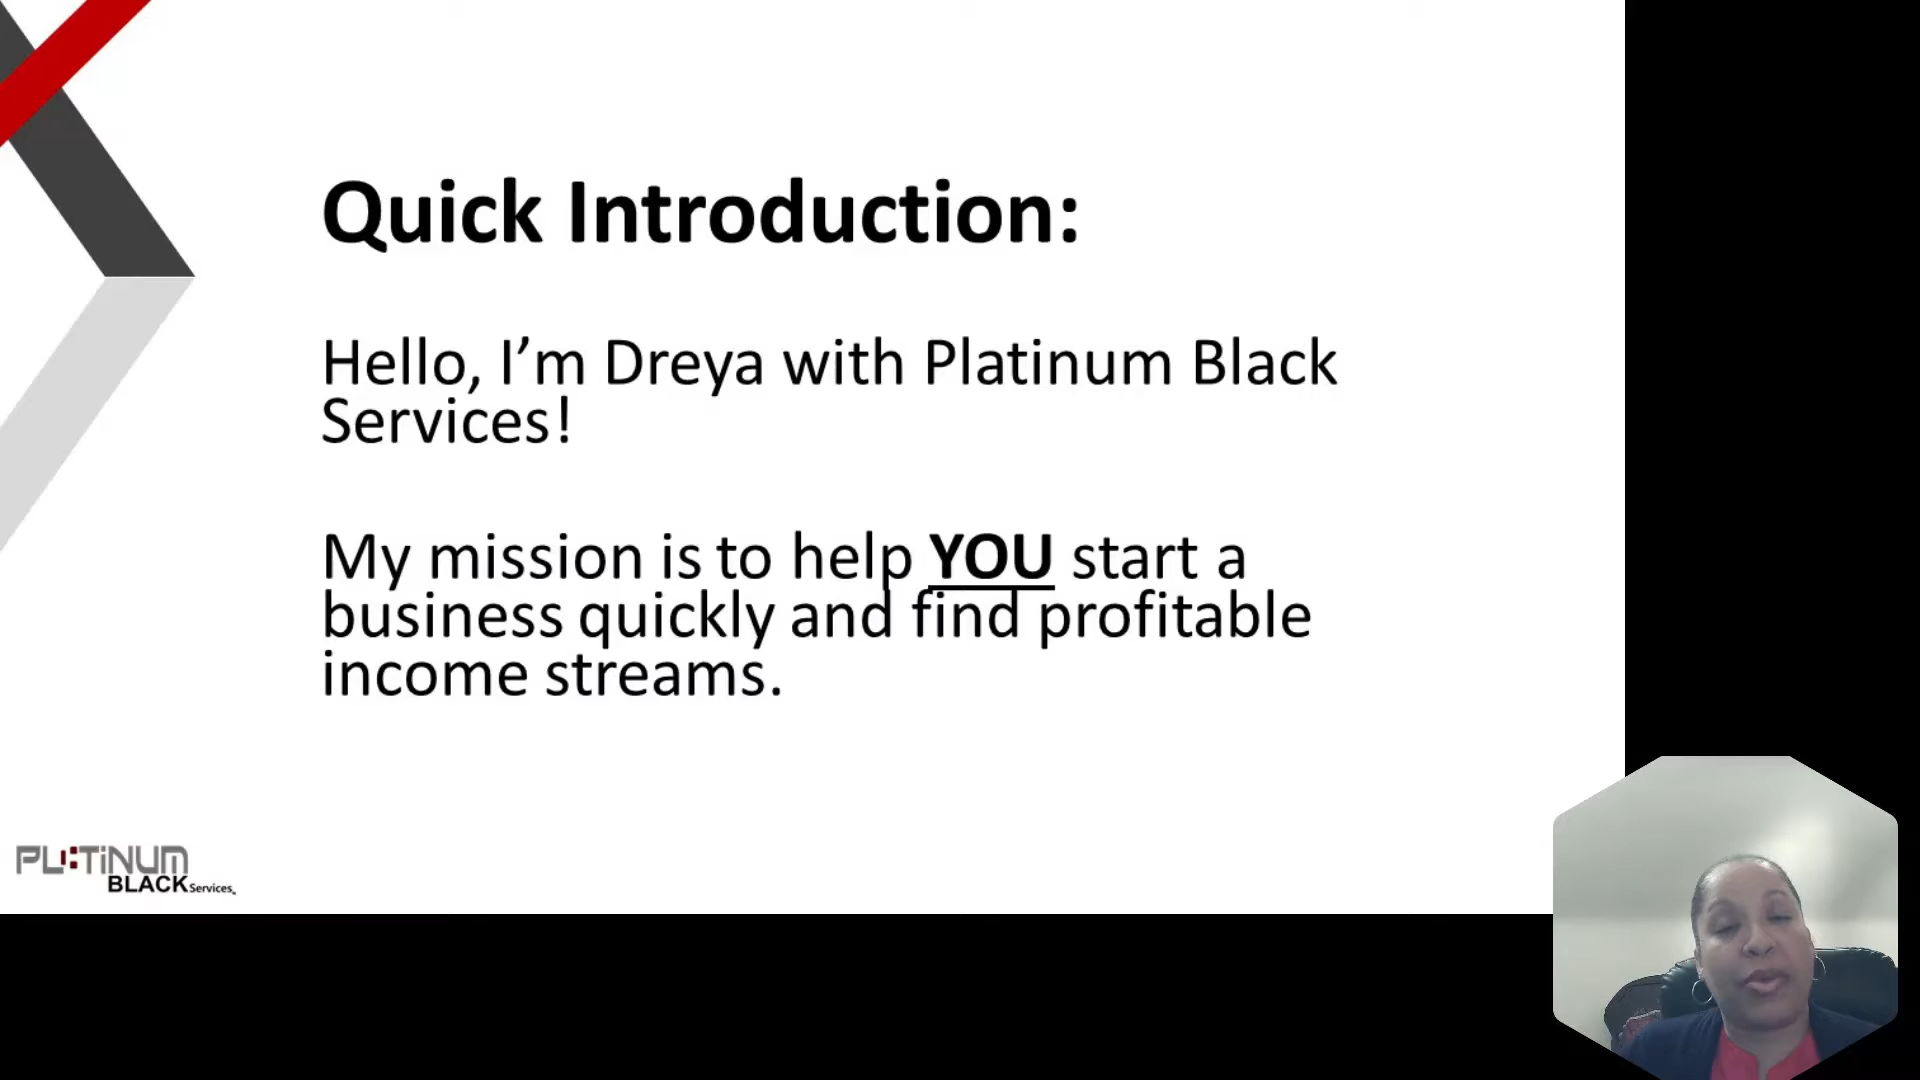 Quick Introduction:
Hello, I’m Dreya with Platinum Black
Services!
My mission is to help YOU start a
business quickly and find profitable
income streams.
PLATiNUM
BLACK Services